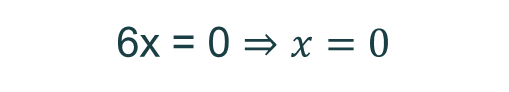 6x = 0 ⇒ x = 0